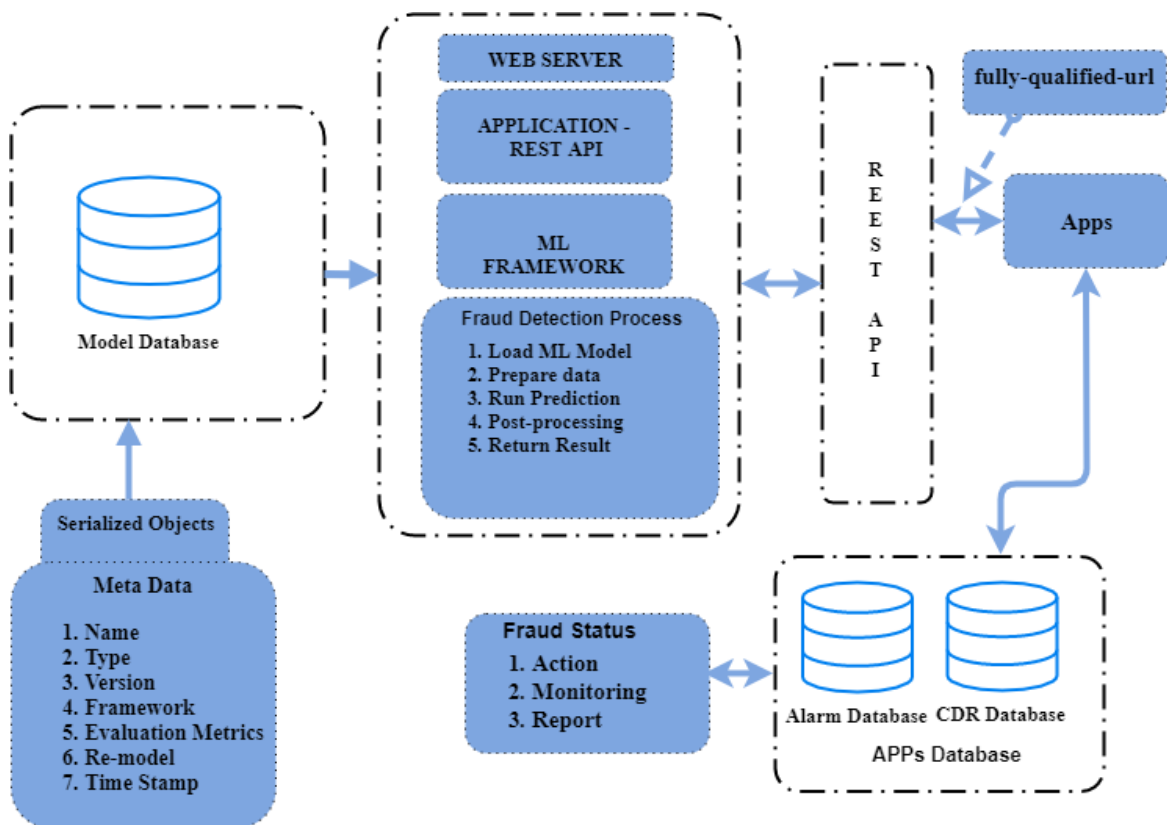 WEB SERVER
APPLICATION -
REST API
ML
FRAMEWORK
Fraud Detection Process
1. Load ML Model
2. Prepare data
3. Run Prediction
4. Post-processing
5. Return Result
Model Database
Serialized Objects
Meta Data
1. Name
2. Type
3. Version
4. Framework
5. Evaluation Metrics
6. Re-model
7. Time Stamp
R
E
E
S
T
A
P
I
fully-qualified-url
Apps
Fraud Status
1. Action
2. Monitoring
3. Report
Alarm Database
CDR Database
APPs Database